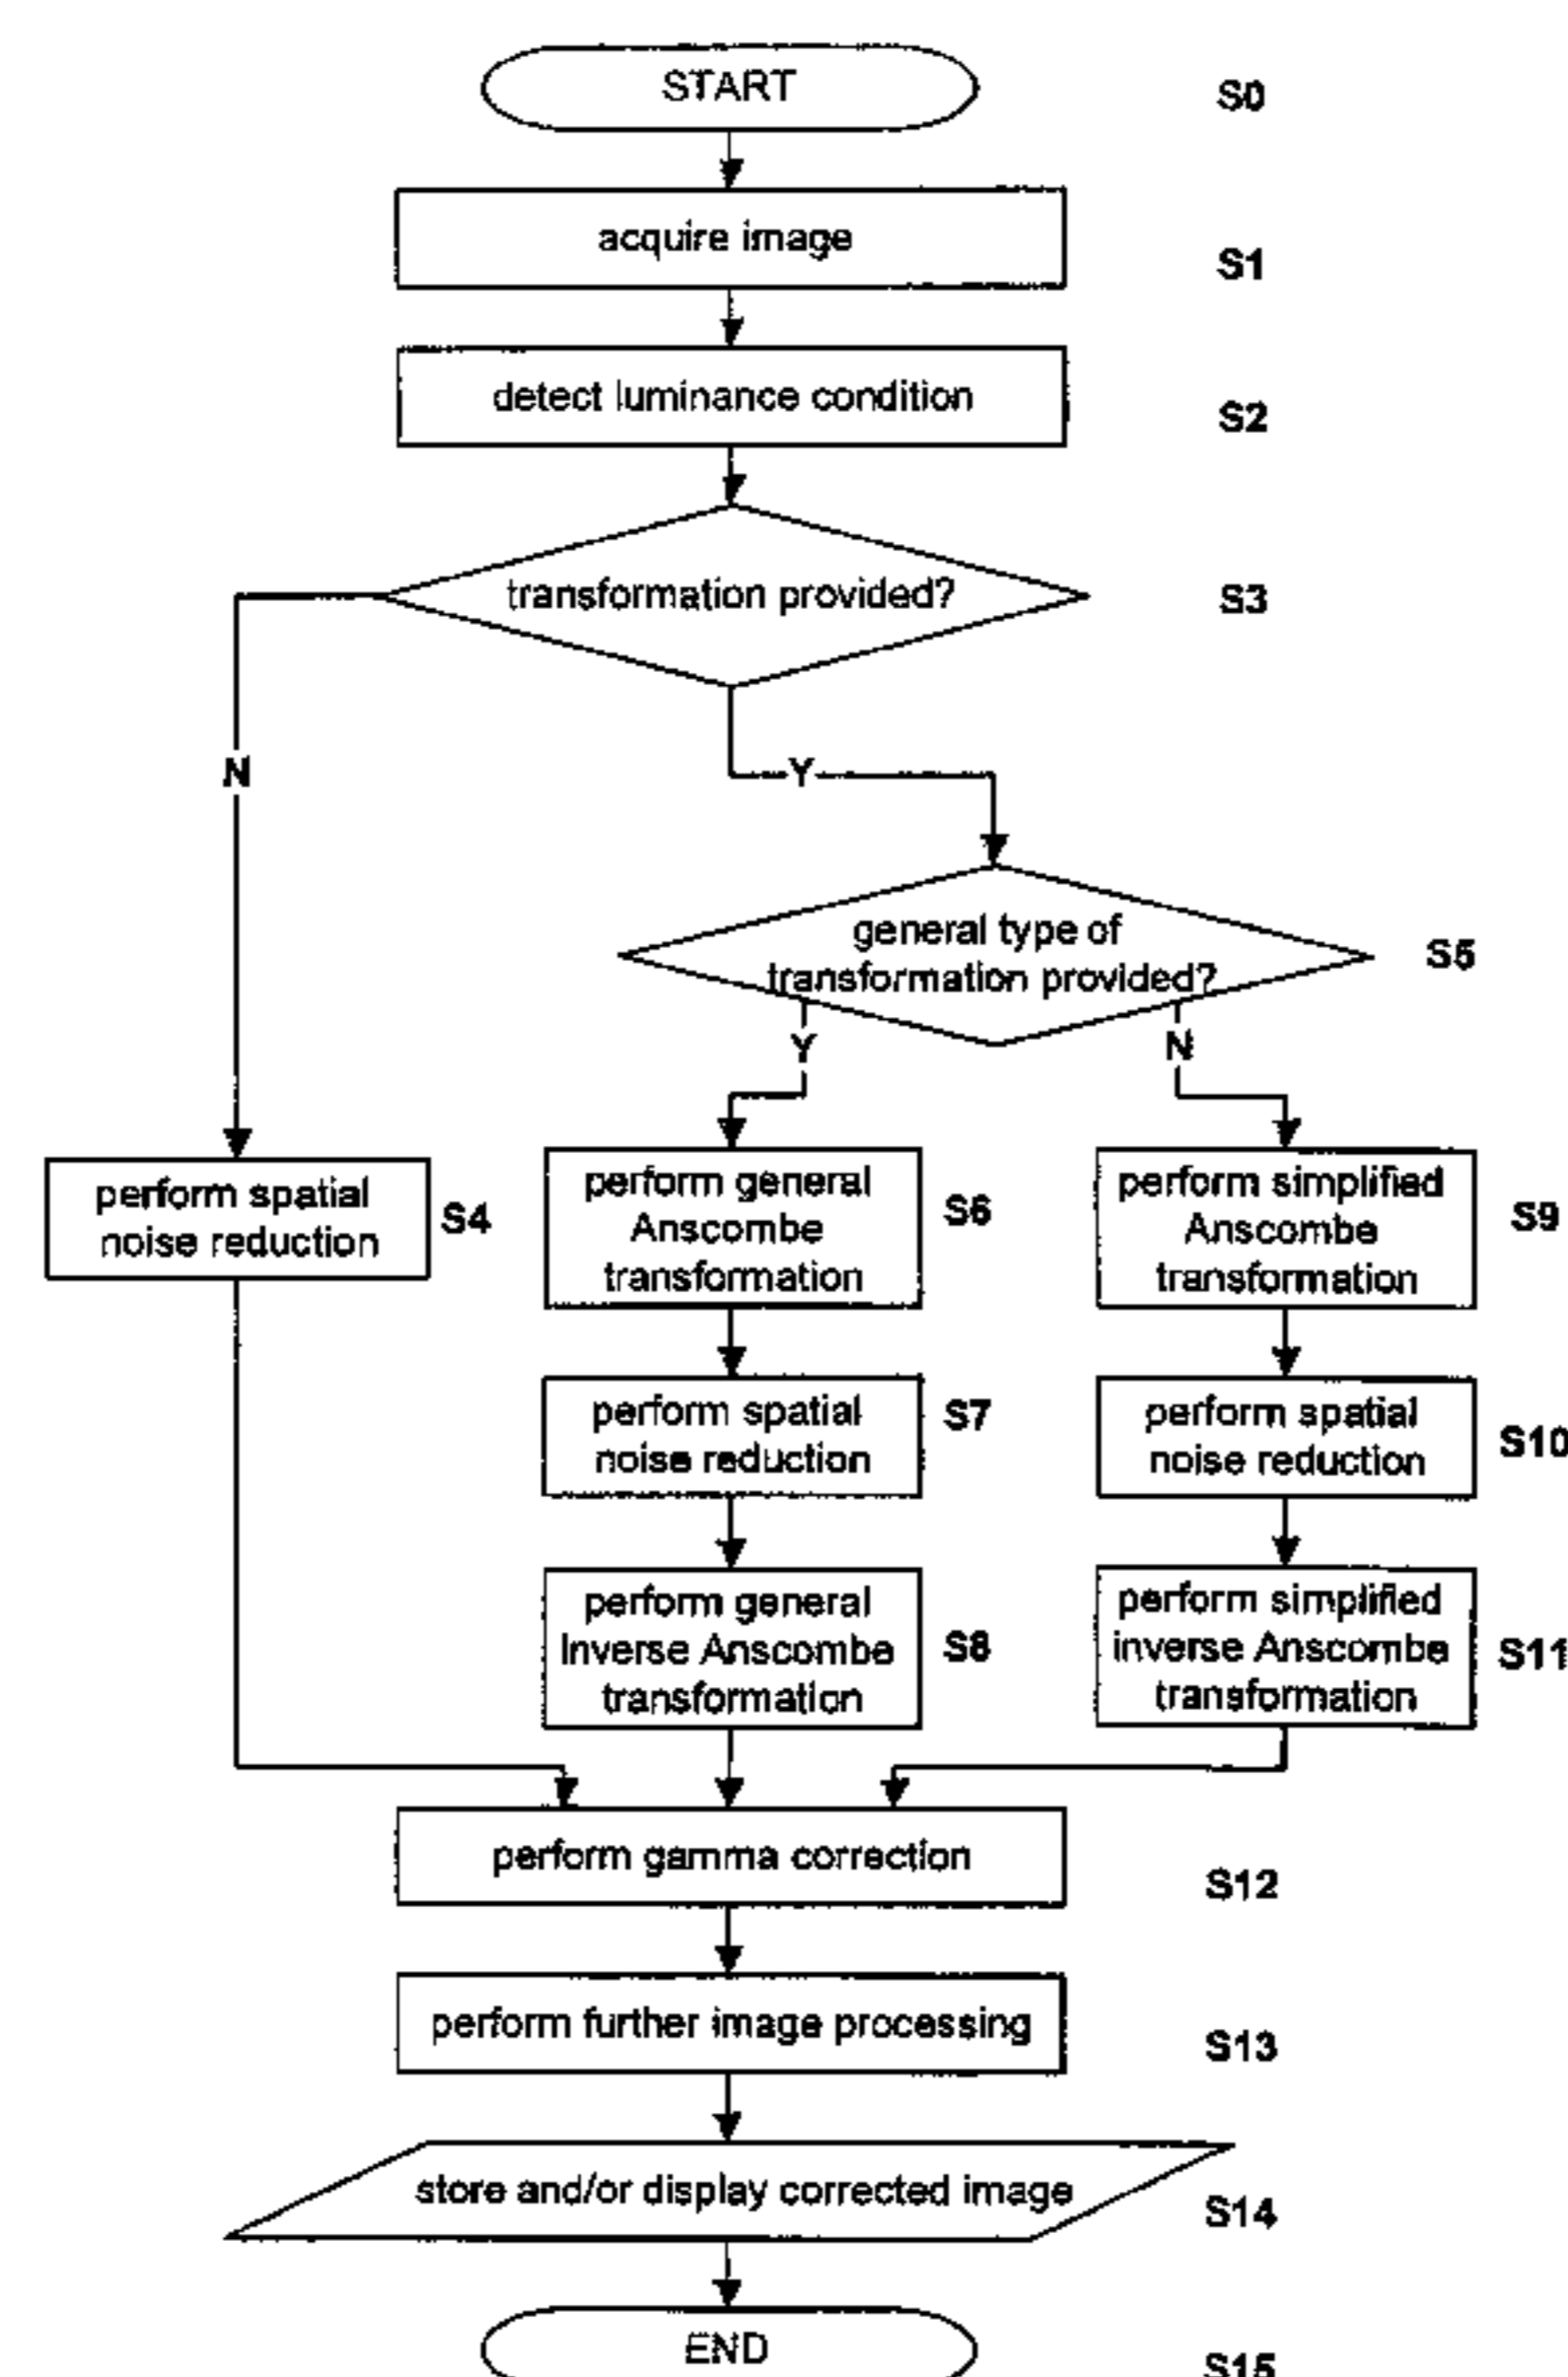 START
S0
acquire image
S1
detect luminance condition
S2
transformation provided?
S3
N
Y
general type of
transformation provided?
S5
Y
N
perform spatial
noise reduction
S4
perform general
Anscombe
transformation
S6
perform simplified
Anscombe
transformation
S9
perform spatial
noise reduction
S7
perform spatial
noise reduction
S10
perform general
Inverse Anscombe
transformation
S8
perform simplified
inverse Anscombe
transformation
S11
perform gamma correction
S12
perform further image processing
S13
store and/or display corrected image
S14
END
S15